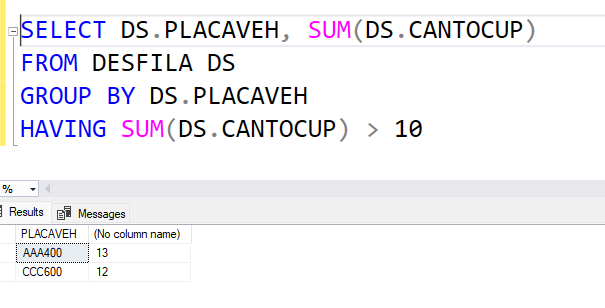 SELECT DS.PLACAVEH, SUM(DS.CANTOCUP)
FROM DESFILA DS
GROUP BY DS.PLACAVEH
HAVING SUM(DS.CANTOCUP) > 10
%
Results Messages
PLACAVEH (No column name)
AAA400 13
CCC600 12